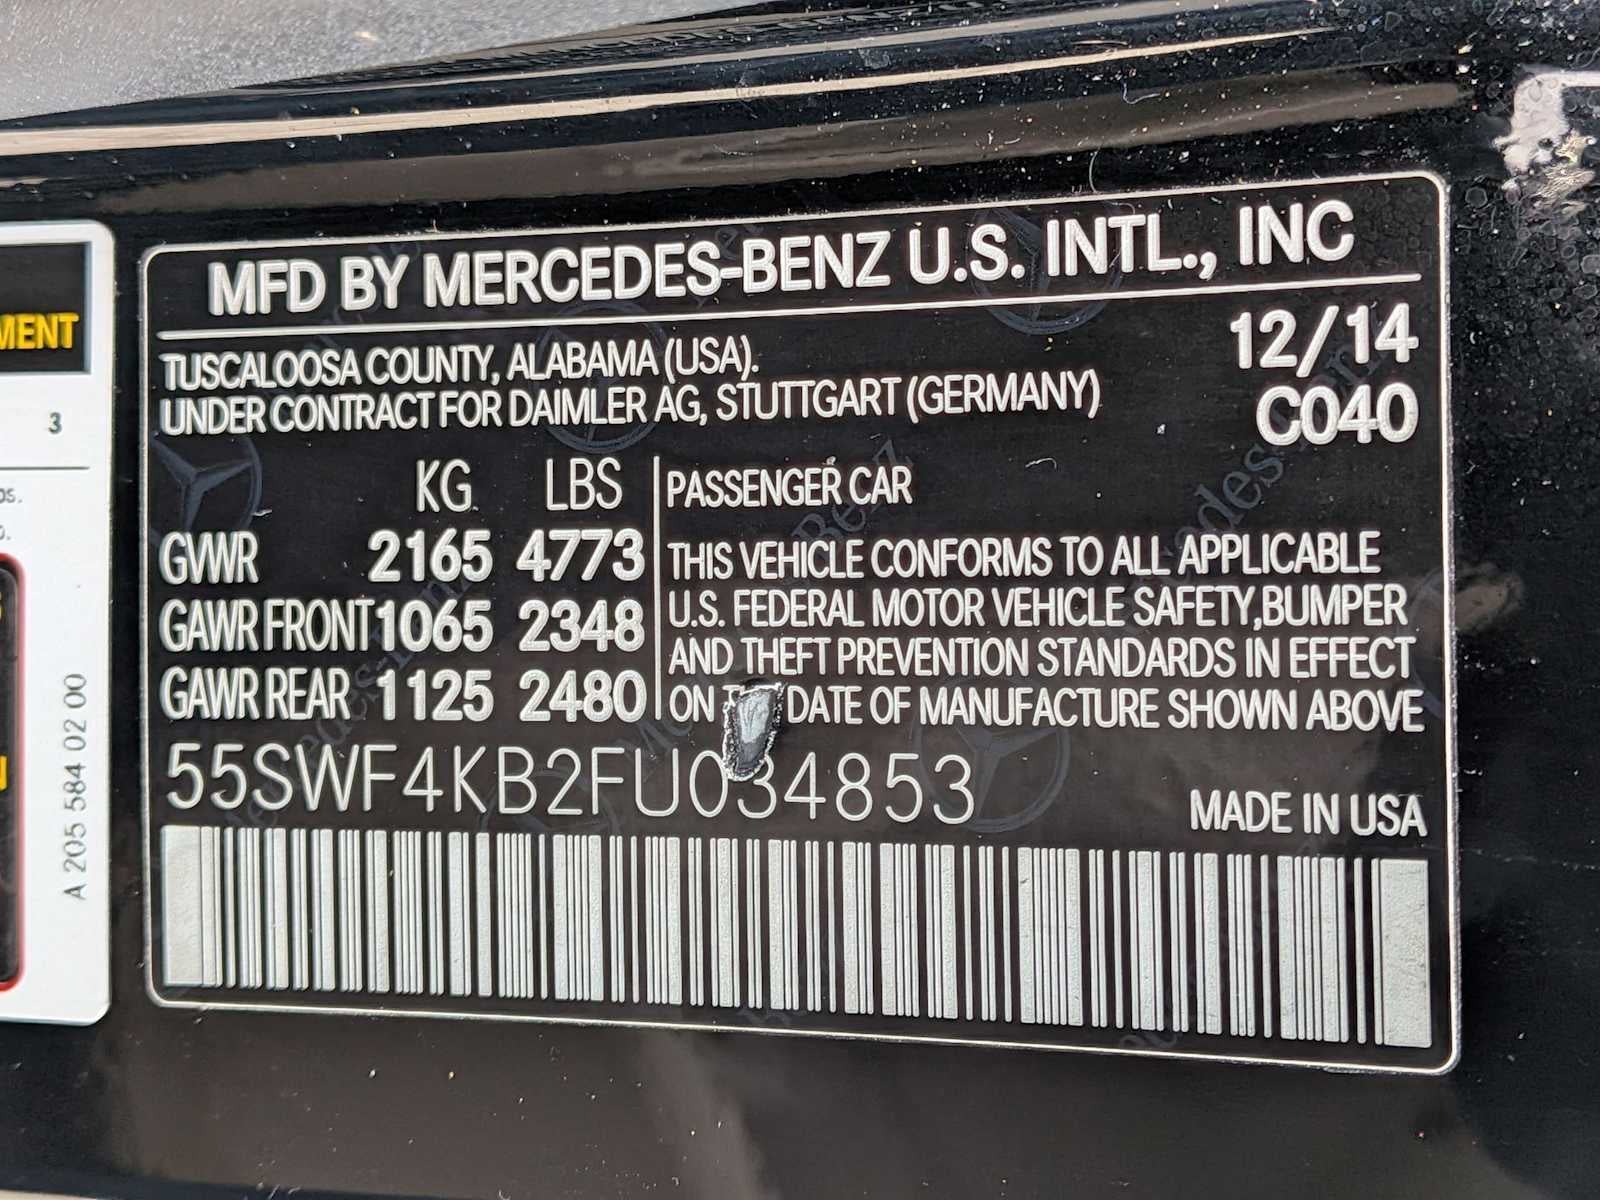 MFD BY MERCEDES-BENZ U.S. INTL., INC
TUSCALOOSA COUNTY, ALABAMA (USA).
12/14
UNDER CONTRACT FOR DAIMLER AG, STUTTGART (GERMANY)
C040
KG LBS
GVWR 2165 4773
GAWR FRONT 1065 2348
GAWR REAR 1125 2480
PASSENGER CAR
THIS VEHICLE CONFORMS TO ALL APPLICABLE
U.S. FEDERAL MOTOR VEHICLE SAFETY, BUMPER
AND THEFT PREVENTION STANDARDS IN EFFECT
ON DATE OF MANUFACTURE SHOWN ABOVE
55SWF4KB2FU034853
MADE IN USA
MENT
3
A 205 584 02 00